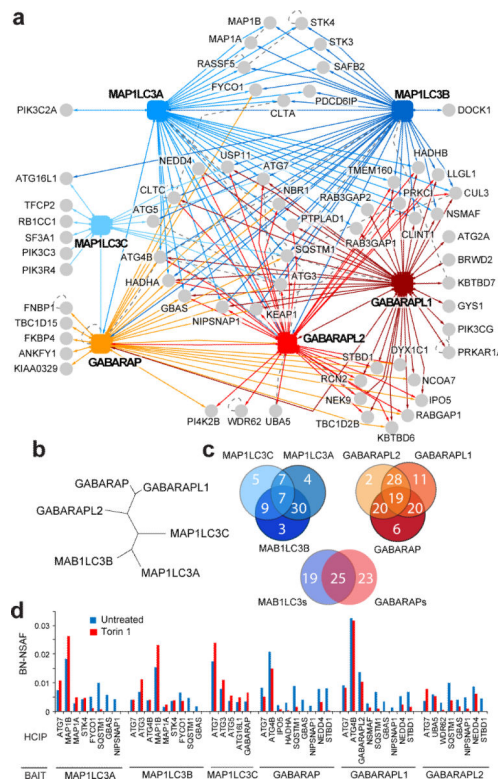 a
MAP1B
STK4
MAP1A
STK3
RASSF5
SAFB2
FYCO1
PDCD6IP
MAP1LC3A
MAP1LC3B
CLTA
PIK3C2A
DOCK1
USP11
HADHB
NEDD4
ATG7
TMEM160
LLGL1
ATG16L1
CLTC
NBR1
RAB3GAP2
PRKCI
CUL3
TFCP2
ATG5
PTPLAD1
NSMAF
RB1CC1
MAP1LC3C
RAB3GAP1
CLINT1
ATG2A
SF3A1
ATG4B
SQSTM1
BRWD2
PIK3C3
HADHA
ATG3
KBTBD7
PIK3R4
GBAS
KEAP1
GABARAPL1
GYS1
FNBP1
NIPSNAP1
PIK3CG
TBC1D15
GABARAPL2
DYX1C1
PRKAR1A
FKBP4
STBD1
ANKFY1
GABARAP
RCN2
NCOA7
KIAA0329
NEK9
IPO5
PI4K2B
WDR62
UBA5
TBC1D2B
RABGAP1
KBTBD6
b
GABARAP
GABARAPL1
GABARAPL2
MAP1LC3C
MAB1LC3B
MAP1LC3A
c
MAP1LC3C
MAP1LC3A
GABARAPL2
GABARAPL1
5
7
4
2
28
11
7
19
9
30
20
20
3
6
MAB1LC3B
GABARAP
19
25
23
MAB1LC3s
GABARAPs
d
BN-NSAF
0.03
0.02
0.01
0
Untreated
Torin 1
HCIP
ATG7
MAP1B
MAP1A
STK4
FYCO1
SQSTM1
GBAS
NIPSNAP1
ATG7
ATG3
ATG4B
MAP1B
MAP1A
STK4
FYCO1
SQSTM1
GBAS
ATG7
ATG3
ATG5
ATG16L1
GABARAP
ATG7
ATG4B
IPO5
HADHA
SQSTM1
GBAS
NIPSNAP1
NEDD4
STBD1
ATG7
ATG4B
GABARAPL2
NSMAF
SQSTM1
GBAS
NIPSNAP1
NEDD4
STBD1
ATG7
UBA5
WDR62
SQSTM1
GBAS
NIPSNAP1
NEDD4
STBD1
BAIT
MAP1LC3A
MAP1LC3B
MAP1LC3C
GABARAP
GABARAPL1
GABARAPL2